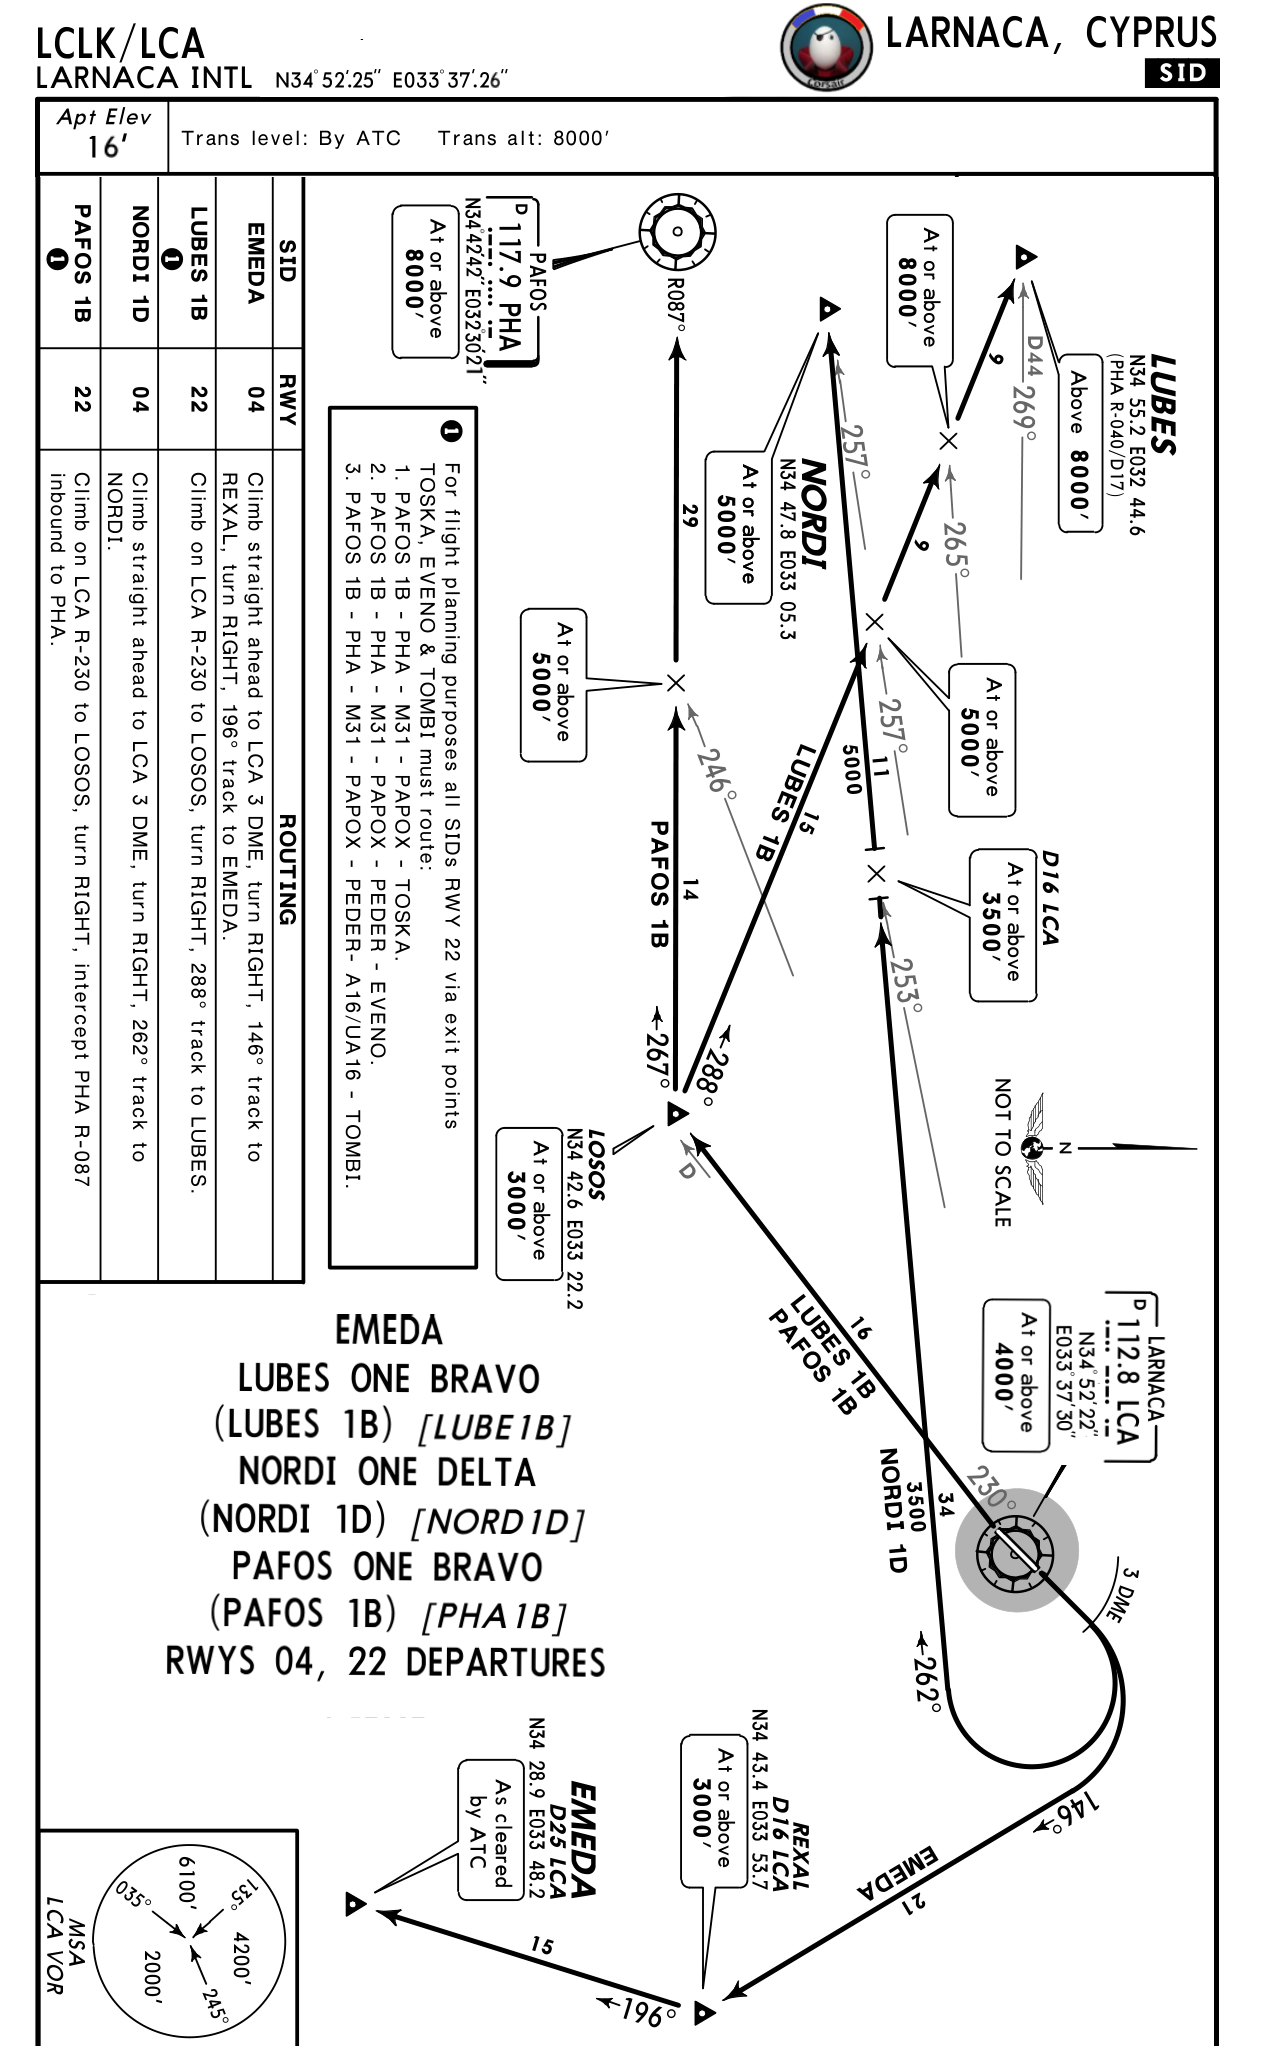 LCLK/LCA
LARNACA INTL N34°52'.25" E033°37'.26"
Corsair
LARNACA, CYPRUS
SID
Apt Elev
16'
Trans level: By ATC Trans alt: 8000'
SID RWY ROUTING
EMEDA 04 Climb straight ahead to LCA 3 DME, turn RIGHT, 146° track to
REXAL, turn RIGHT, 196° track to EMEDA.
LUBES 1B ❶ 22 Climb on LCA R-230 to LOSOS, turn RIGHT, 288° track to LUBES.
NORDI 1D 04 Climb straight ahead to LCA 3 DME, turn RIGHT, 262° track to
NORDI.
PAFOS 1B ❶ 22 Climb on LCA R-230 to LOSOS, turn RIGHT, intercept PHA R-087
inbound to PHA.
❶ For flight planning purposes all SIDs RWY 22 via exit points
TOSKA, EVENO & TOMBI must route:
1. PAFOS 1B - PHA - M31 - PAPOX - TOSKA.
2. PAFOS 1B - PHA - M31 - PAPOX - PEDER - EVENO.
3. PAFOS 1B - PHA - M31 - PAPOX - PEDER- A16/UA16 - TOMBI.
PAFOS
D 117.9 PHA
N34°42'42" E032°30'21"
At or above
8000'
R087°
29
At or above
5000'
14
PAFOS 1B
267°
246°
LUBES
N34 55.2 E032 44.6
(PHA R-040/D17)
Above 8000'
D44
269°
9
At or above
8000'
265°
9
At or above
5000'
257°
15
LUBES 1B
288°
NORDI
N34 47.8 E033 05.3
At or above
5000'
257°
11
5000
D16 LCA
At or above
3500'
253°
NOT TO SCALE
N
LOSOS
N34 42.6 E033 22.2
At or above
3000'
D
16
LUBES 1B
PAFOS 1B
230°
LARNACA
D 112.8 LCA
N34°52'22"
E033°37'30"
At or above
4000'
34
3500
NORDI 1D
262°
3 DME
146°
EMEDA
21
REXAL
D16 LCA
N34 43.4 E033 53.7
At or above
3000'
196°
15
EMEDA
D25 LCA
N34 28.9 E033 48.2
As cleared
by ATC
EMEDA
LUBES ONE BRAVO
(LUBES 1B) [LUBE1B]
NORDI ONE DELTA
(NORDI 1D) [NORD1D]
PAFOS ONE BRAVO
(PAFOS 1B) [PHA1B]
RWYS 04, 22 DEPARTURES
135°
4200'
245°
2000'
035°
6100'
MSA
LCA VOR